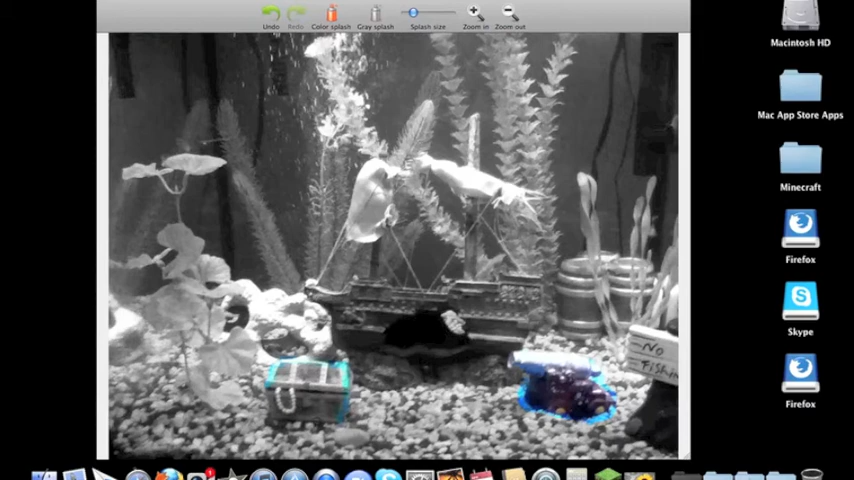 Undo Redo Color splash Gray splash Splash size Zoom in Zoom out
Macintosh HD
Mac App Store Apps
Minecraft
Firefox
Skype
Firefox
No
Fishin
1